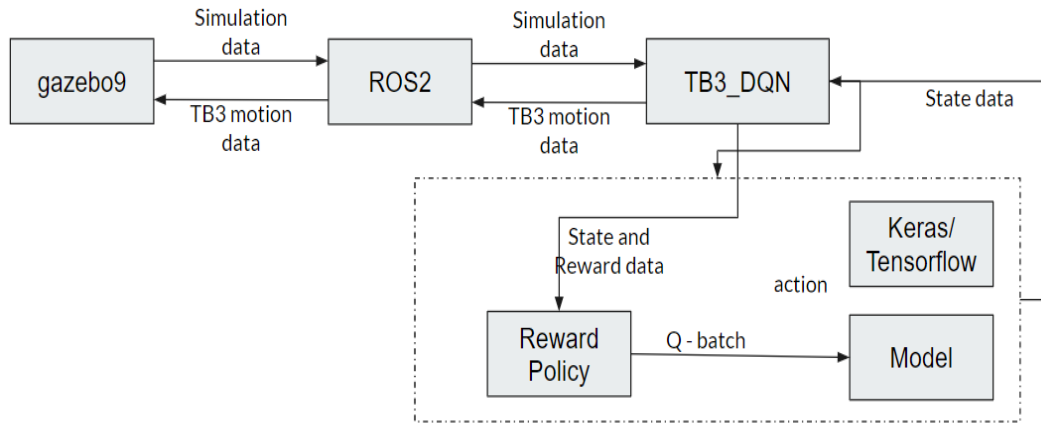 Simulation
data
Simulation
data
gazebo9
ROS2
TB3_DQN
State data
TB3 motion
data
TB3 motion
data
State and
Reward data
Keras/
Tensorflow
action
Reward
Policy
Q - batch
Model